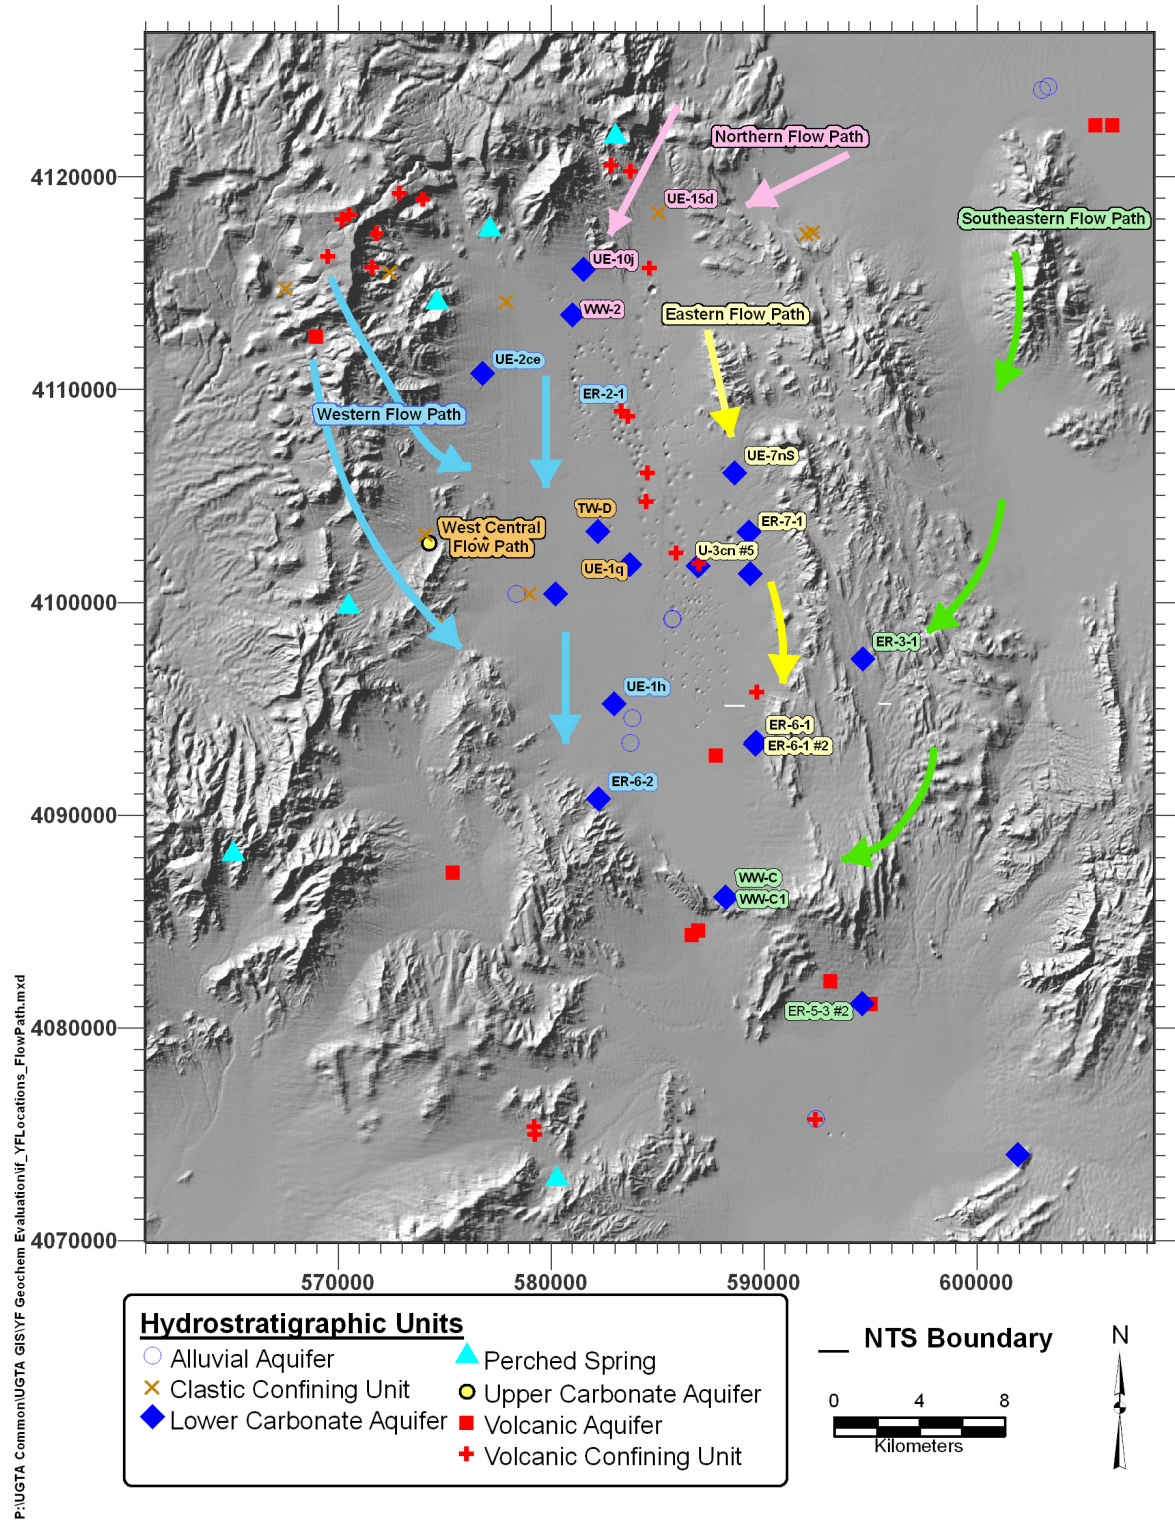 4120000
4110000
4100000
4090000
4080000
4070000
Northern Flow Path
UE-15d
Southeastern Flow Path
UE-10j
WW-2
Eastern Flow Path
UE-2ce
ER-2-1
Western Flow Path
UE-7nS
TW-D
ER-7-1
West Central
Flow Path
U-3cn #5
UE-1q
ER-3-1
UE-1h
ER-6-1
ER-6-1 #2
ER-6-2
WW-C
WW-C1
ER-5-3 #2
570000
580000
590000
600000
Hydrostratigraphic Units
Alluvial Aquifer
Clastic Confining Unit
Lower Carbonate Aquifer
Perched Spring
Upper Carbonate Aquifer
Volcanic Aquifer
Volcanic Confining Unit
NTS Boundary
N
0 4 8
Kilometers
P:\UGTA Common\UGTA GIS\YF Geochem Evaluation\lf_YFLocations_FlowPath.mxd